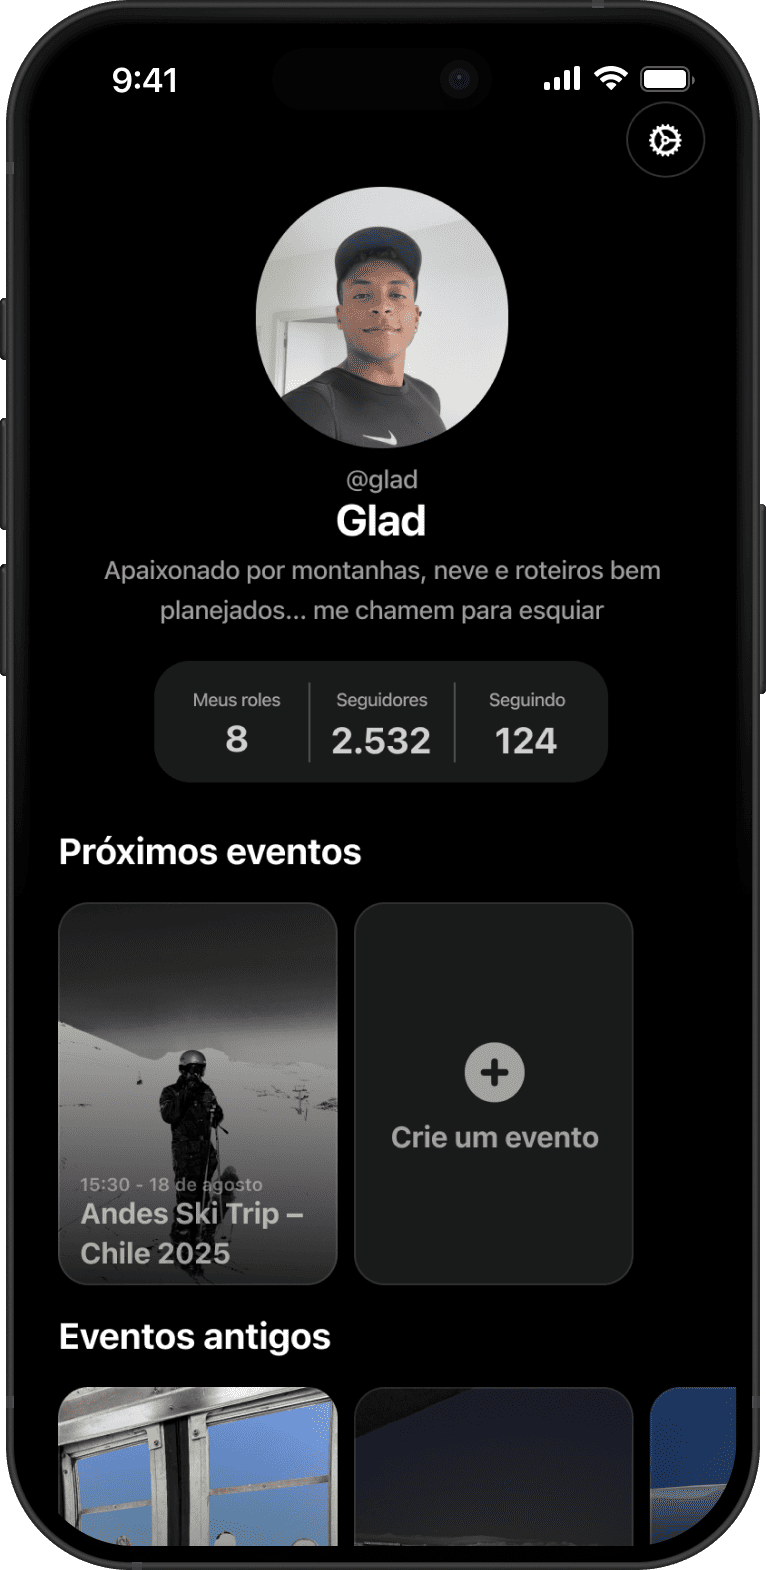 9:41
@glad
Glad
Apaixonado por montanhas, neve e roteiros bem
planejados... me chamem para esquiar
Meus roles
8
Seguidores
2.532
Seguindo
124
Próximos eventos
15:30 - 18 de agosto
Andes Ski Trip –
Chile 2025
Crie um evento
Eventos antigos